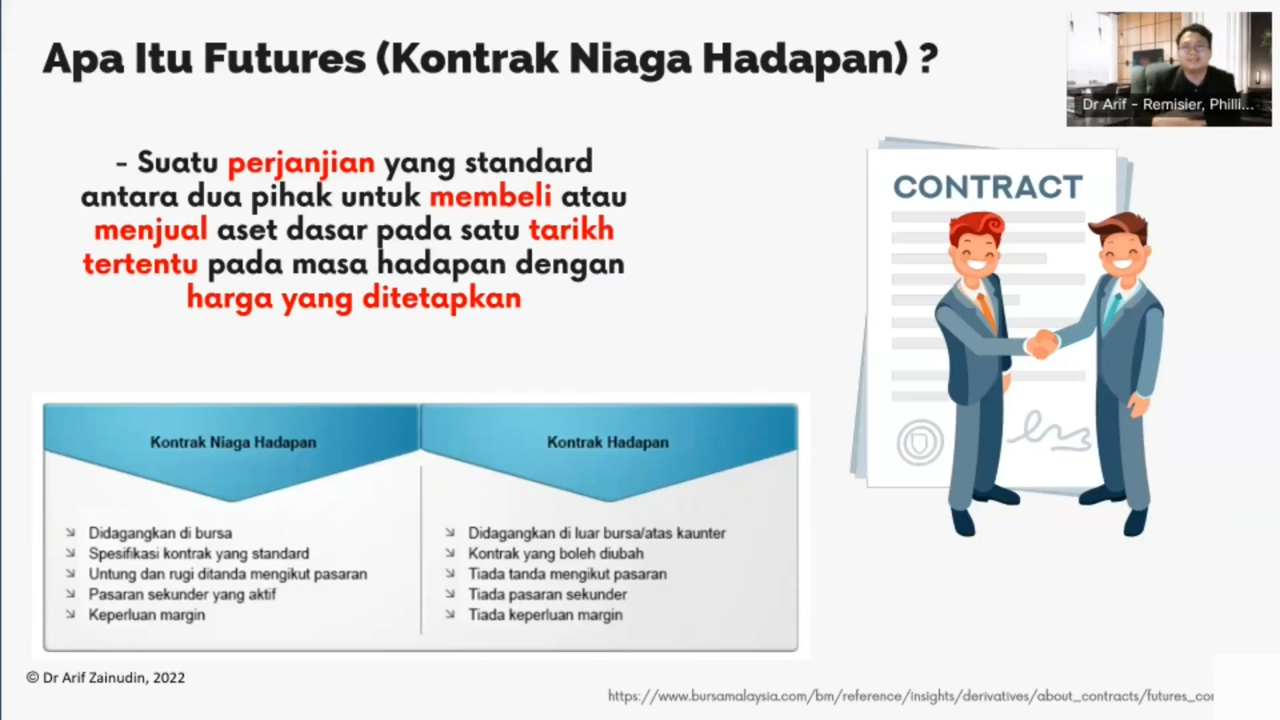 Apa Itu Futures (Kontrak Niaga Hadapan) ?
Dr Arif - Remisier, Philli...
- Suatu perjanjian yang standard
antara dua pihak untuk membeli atau
menjual aset dasar pada satu tarikh
tertentu pada masa hadapan dengan
harga yang ditetapkan
CONTRACT
Kontrak Niaga Hadapan
Didagangkan di bursa
Spesifikasi kontrak yang standard
Untung dan rugi ditanda mengikut pasaran
Pasaran sekunder yang aktif
Keperluan margin
Kontrak Hadapan
Didagangkan di luar bursa/atas kaunter
Kontrak yang boleh diubah
Tiada tanda mengikut pasaran
Tiada pasaran sekunder
Tiada keperluan margin
© Dr Arif Zainudin, 2022
https://www.bursamalaysia.com/bm/reference/insights/derivatives/about_contracts/futures_cor